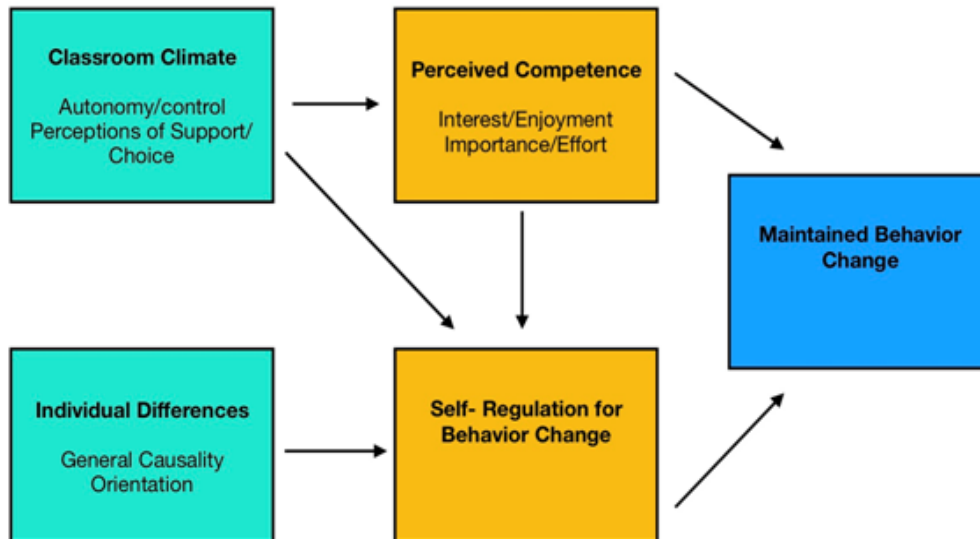 Classroom Climate
Autonomy/control
Perceptions of Support/
Choice
Perceived Competence
Interest/Enjoyment
Importance/Effort
Maintained Behavior
Change
Individual Differences
General Causality
Orientation
Self- Regulation for
Behavior Change